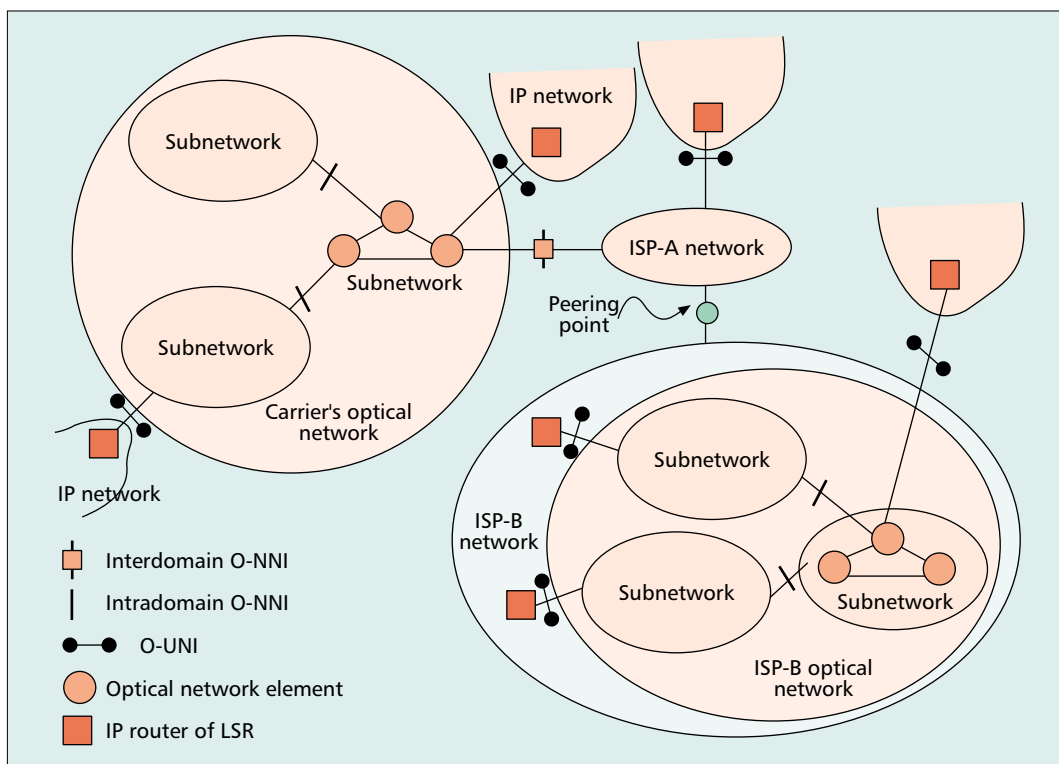 Subnetwork
IP network
Subnetwork
ISP-A network
Subnetwork
Peering
point
Carrier's optical
network
IP network
Subnetwork
ISP-B
network
Subnetwork
Subnetwork
ISP-B optical
network
Interdomain O-NNI
Intradomain O-NNI
O-UNI
Optical network element
IP router of LSR